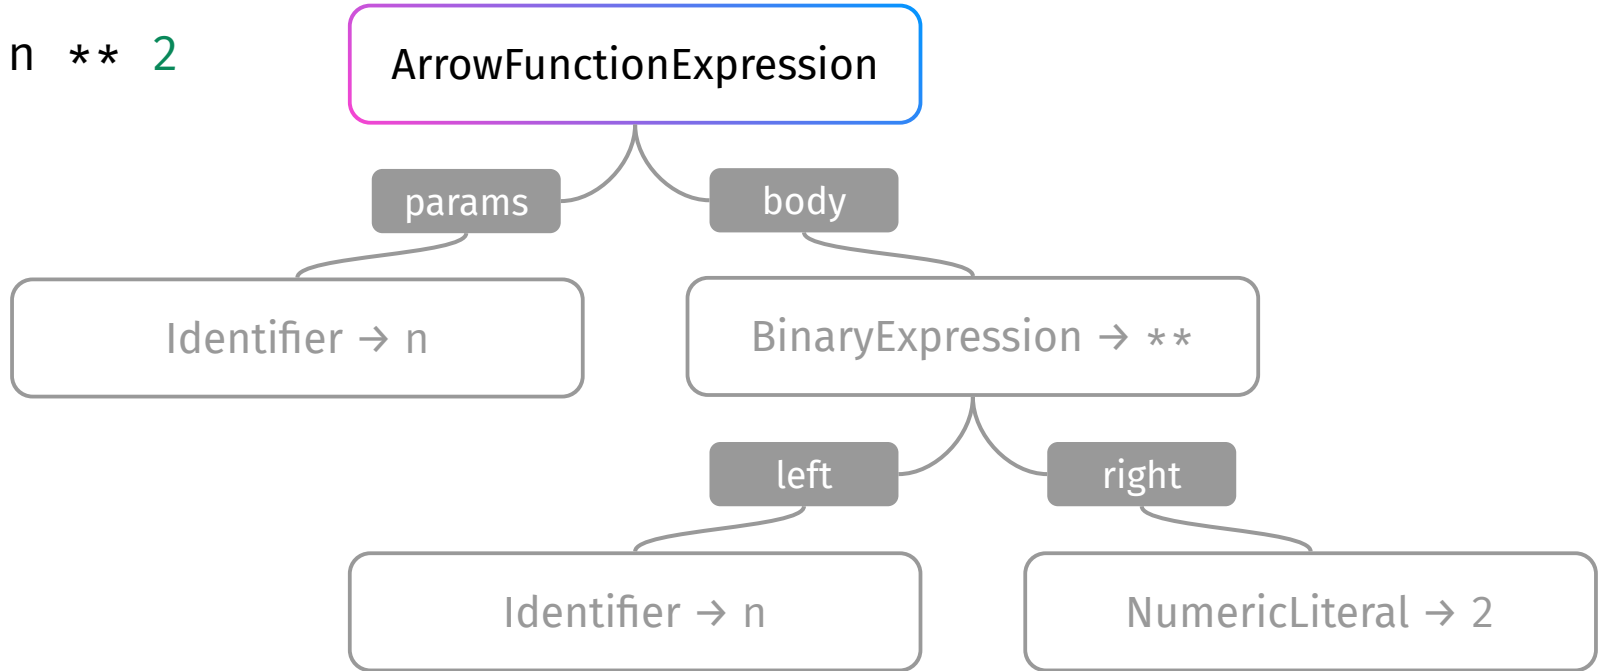 n ** 2
ArrowFunctionExpression
params
body
Identifier → n
BinaryExpression → **
left
right
Identifier → n
NumericLiteral → 2